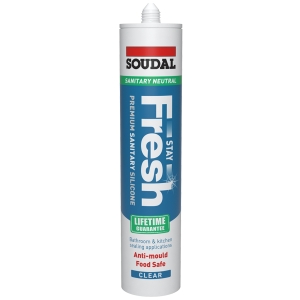 SOUDAL
SANITARY NEUTRAL
STAY
Fresh
PREMIUM SANITARY SILICONE
LIFETIME
GUARANTEE
Bathroom & kitchen
sealing applications
Anti-mould
Food Safe
CLEAR